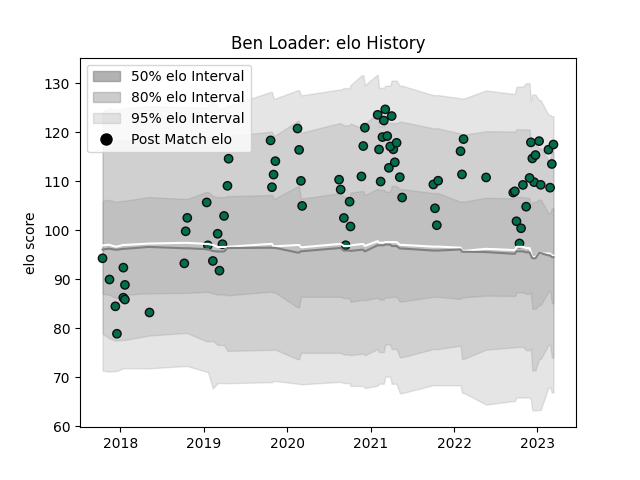 Ben Loader: elo History
50% elo Interval
80% elo Interval
95% elo Interval
Post Match elo
elo score
130
120
110
100
90
80
70
60
2018 2019 2020 2021 2022 2023